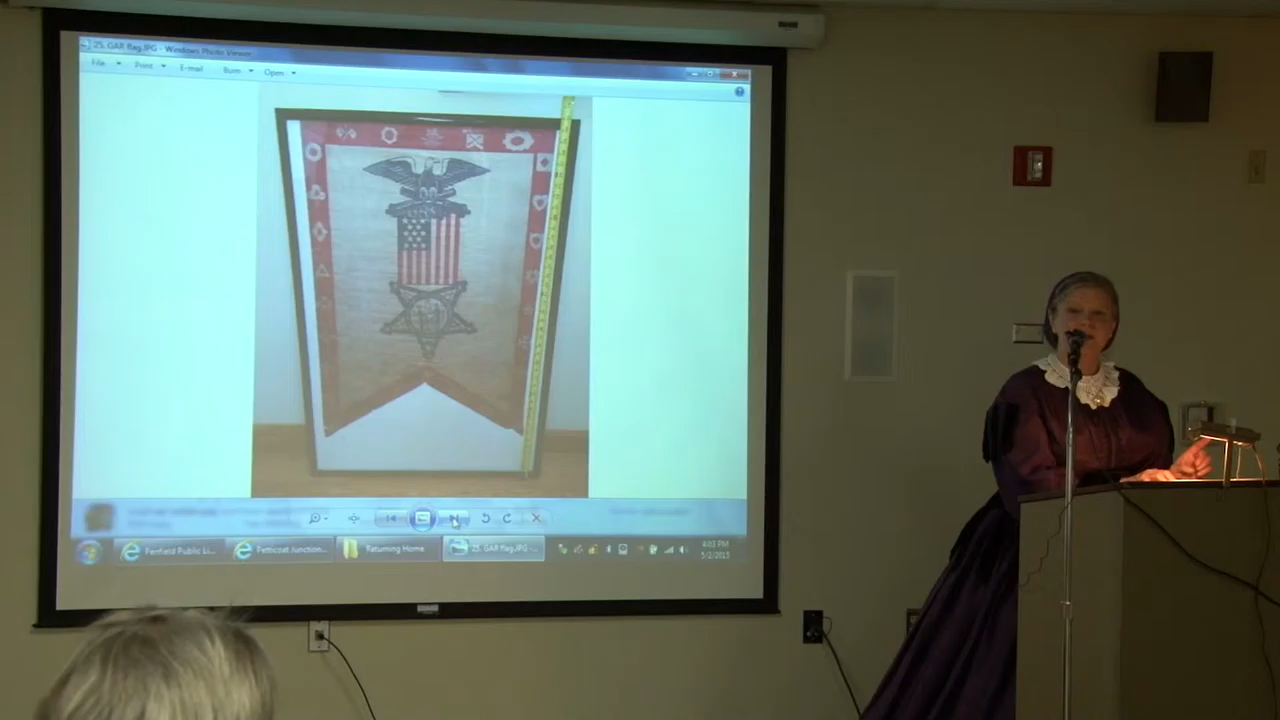 25. GAR flag.JPG - Windows Photo Viewer
File Print E-mail Burn Open
Penfield Public Li... Petticoat Junction... Returning Home 25. GAR flag.JPG -...
4:03 PM
5/2/2015